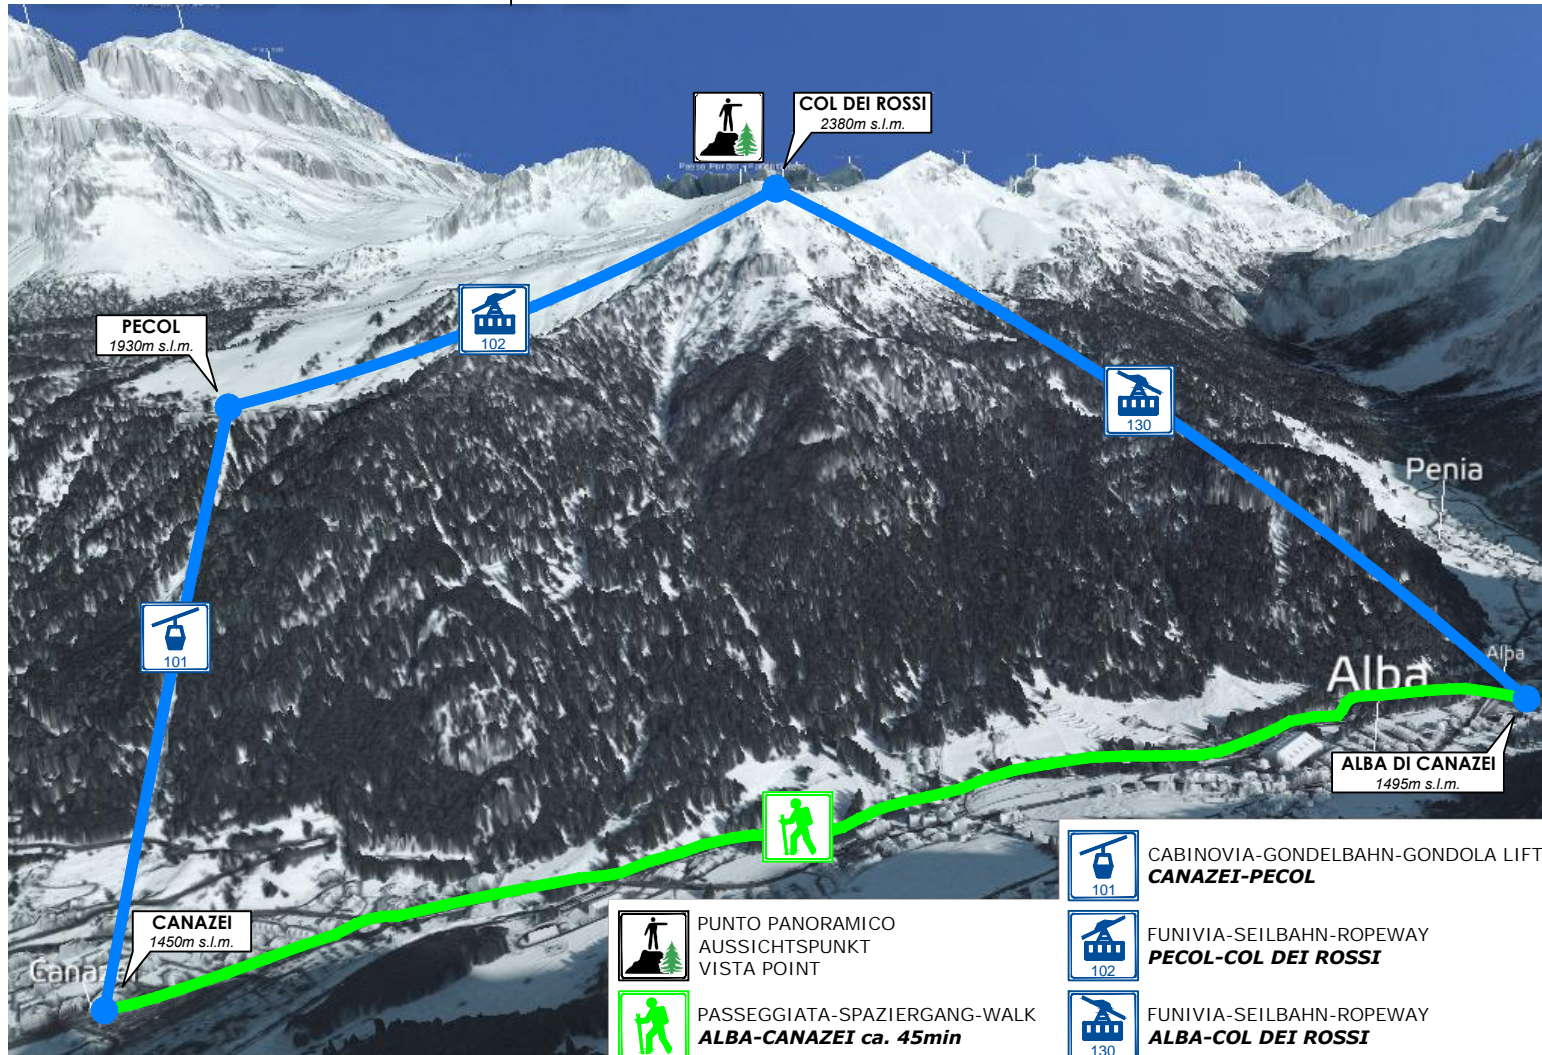 COL DEI ROSSI
2380m s.l.m.
PECOL
1930m s.l.m.
102
130
Penia
101
Alba
Alba
ALBA DI CANAZEI
1495m s.l.m.
CANAZEI
1450m s.l.m.
Canazei
PUNTO PANORAMICO
AUSSICHTSPUNKT
VISTA POINT
PASSEGGIATA-SPAZIERGANG-WALK
ALBA-CANAZEI ca. 45min
101
CABINOVIA-GONDELBAHN-GONDOLA LIFT
CANAZEI-PECOL
102
FUNIVIA-SEILBAHN-ROPEWAY
PECOL-COL DEI ROSSI
130
FUNIVIA-SEILBAHN-ROPEWAY
ALBA-COL DEI ROSSI